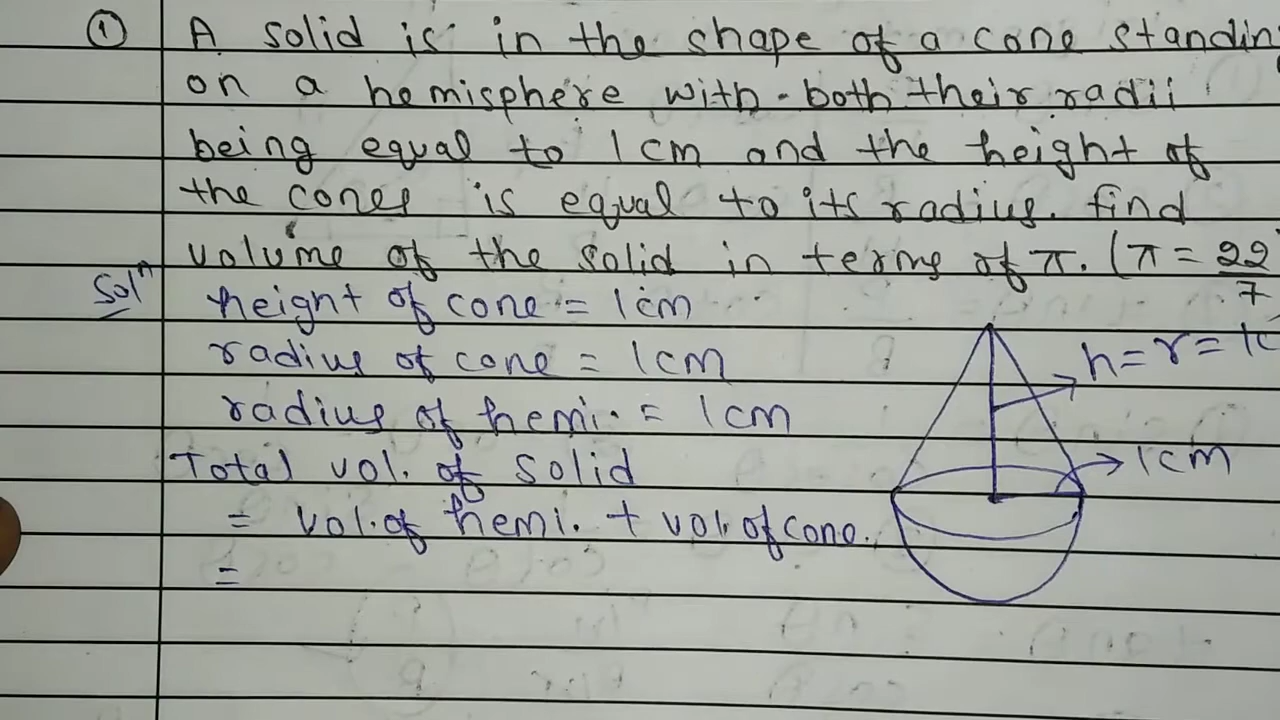 ① A solid is in the shape of a cone standing
on a hemisphere with both their radii
being equal to 1 cm and the height of
the cones is equal to its radius. find
volume of the solid in terms of π. (π = 22/7
Solⁿ height of cone = 1cm
radius of cone = 1cm
h = r = 1c
radius of hemi. = 1cm
Total vol. of solid
1cm
= vol. of hemi. + vol. of cone.
=